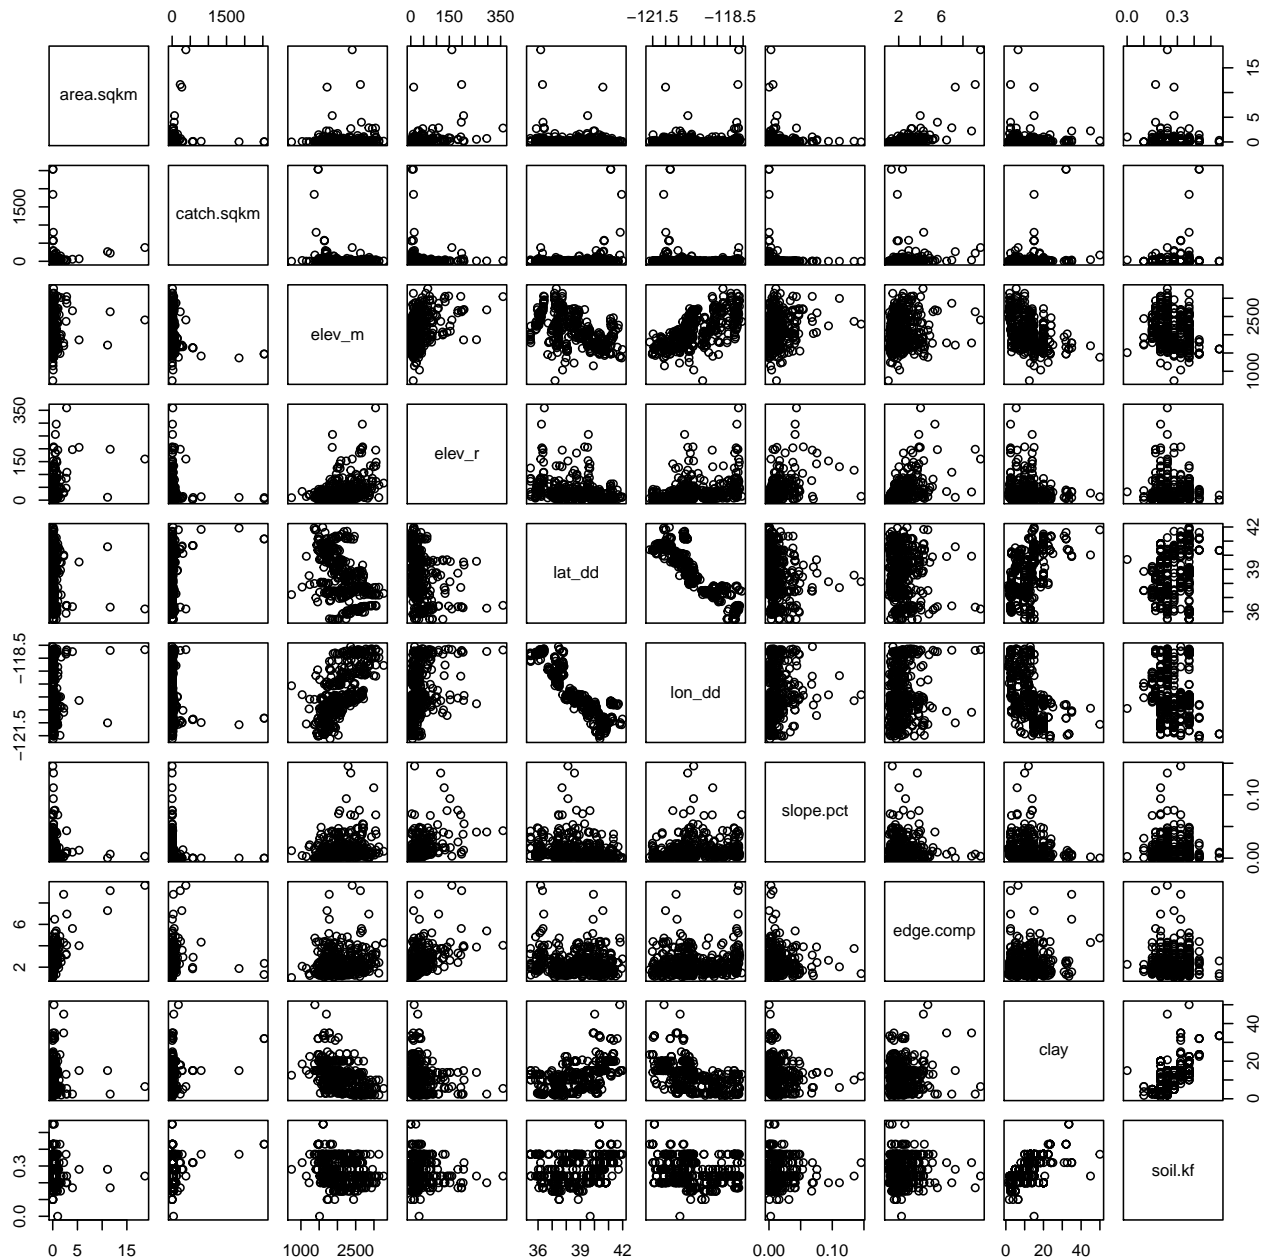 0 1500
0 150 350
−121.5 −118.5
2 6
0.0 0.3
area.sqkm
0 5 15
catch.sqkm
0 1500
elev_m
1000 2500
elev_r
0 150 350
lat_dd
36 39 42
lon_dd
−121.5 −118.5
slope.pct
0.00 0.10
edge.comp
2 6
clay
0 20 40
soil.kf
0.0 0.3
0 5 15
1000 2500
36 39 42
0.00 0.10
0 20 40